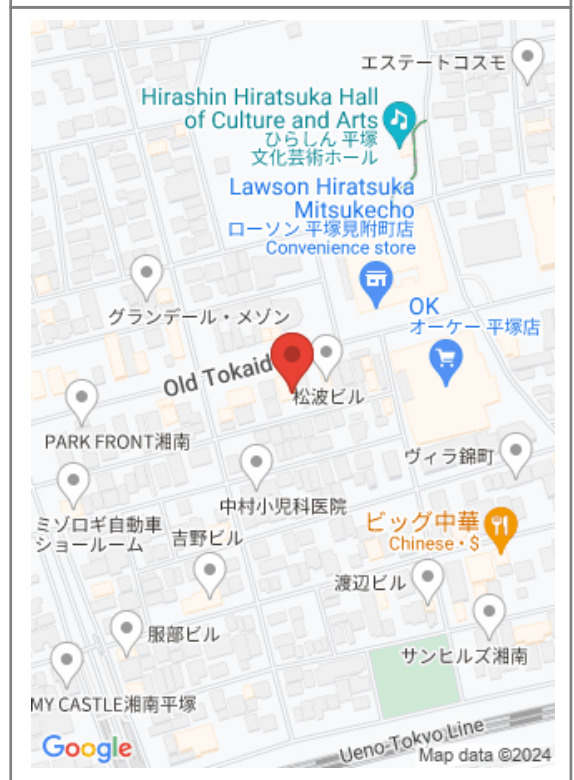 エステートコスモ
Hirashin Hiratsuka Hall
of Culture and Arts
ひらしん 平塚
文化芸術ホール
Lawson Hiratsuka
Mitsukecho
ローソン 平塚見附町店
Convenience store
グランデール・メゾン
OK
オーケー 平塚店
Old Tokaid
松波ビル
PARK FRONT湘南
ヴィラ錦町
中村小児科医院
ミゾロギ自動車
ショールーム
吉野ビル
ビッグ中華
Chinese・$
渡辺ビル
服部ビル
サンヒルズ湘南
MY CASTLE湘南平塚
Ueno-Tokyo Line
Google
Map data ©2024